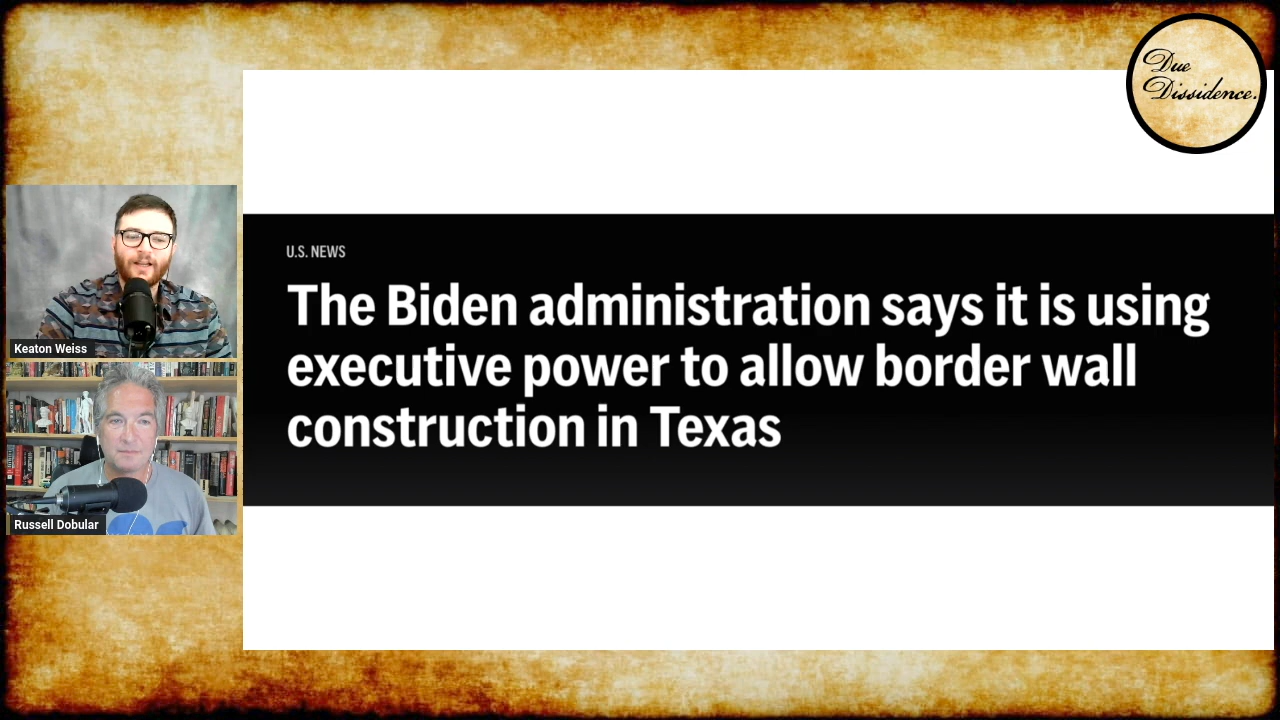 Due
Dissidence.
U.S. NEWS
The Biden administration says it is using
executive power to allow border wall
construction in Texas
Keaton Weiss
Russell Dobular